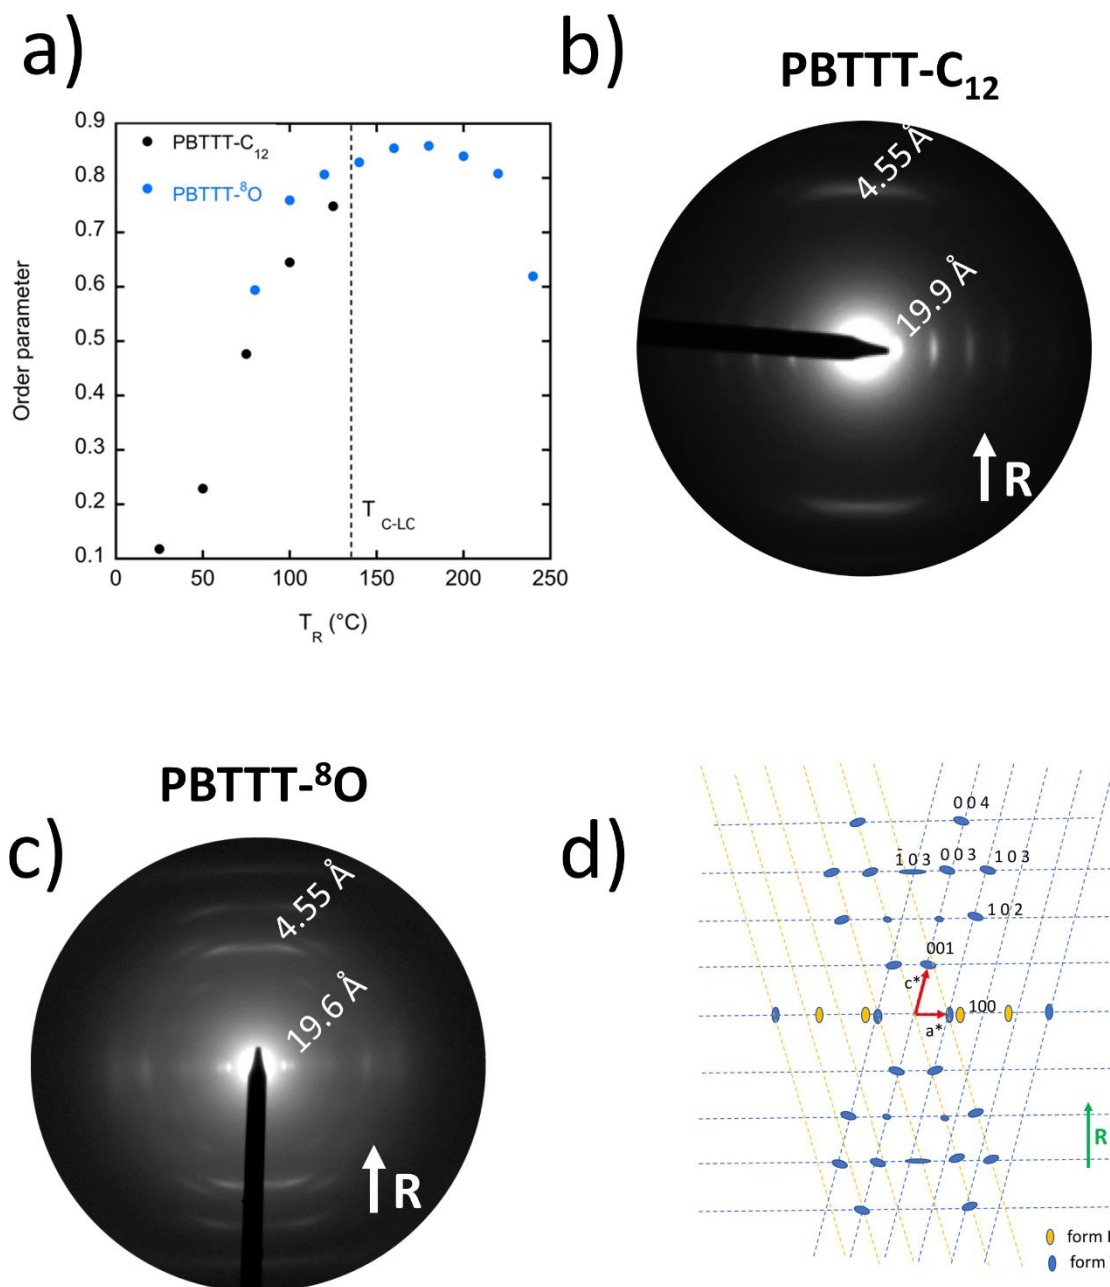 a)
0.9
0.8
0.7
0.6
0.5
0.4
0.3
0.2
0.1
Order parameter
PBTTT-C₁₂
PBTTT-⁸O
T C-LC
0 50 100 150 200 250
T_R (°C)
b)
PBTTT-C₁₂
4.55 Å
19.9 Å
R
PBTTT-⁸O
c)
4.55 Å
19.6 Å
R
d)
0 0 4
1̄ 0 3 0 0 3 1 0 3
1 0 2
001
c*
100
a*
R
form I
form